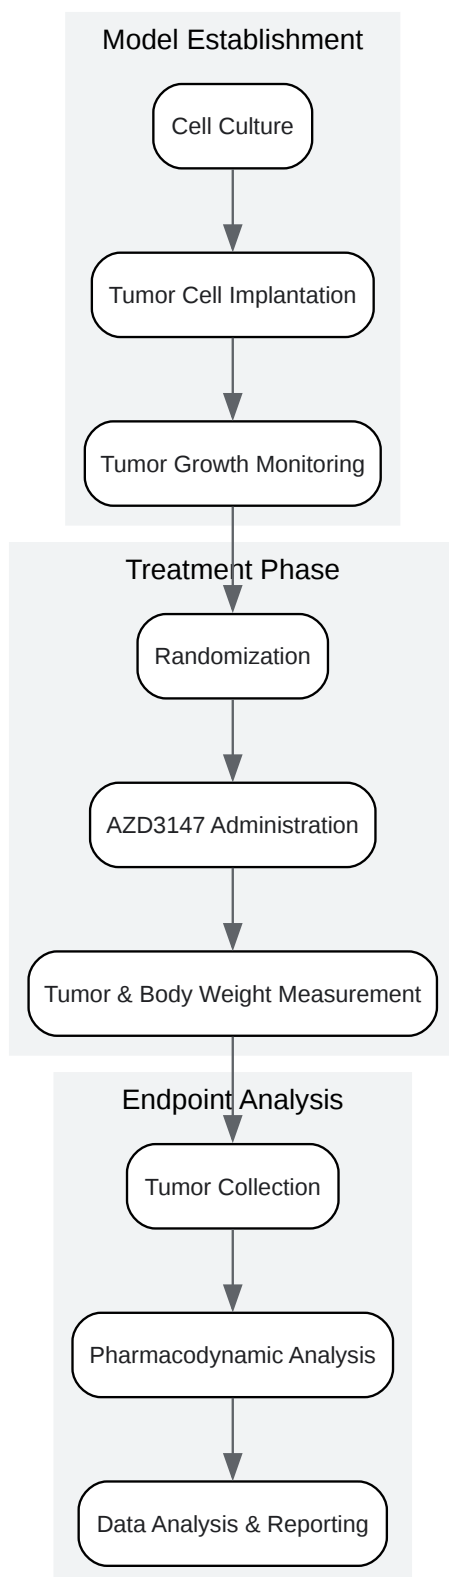 Model Establishment
Cell Culture
Tumor Cell Implantation
Tumor Growth Monitoring
Treatment Phase
Randomization
AZD3147 Administration
Tumor & Body Weight Measurement
Endpoint Analysis
Tumor Collection
Pharmacodynamic Analysis
Data Analysis & Reporting